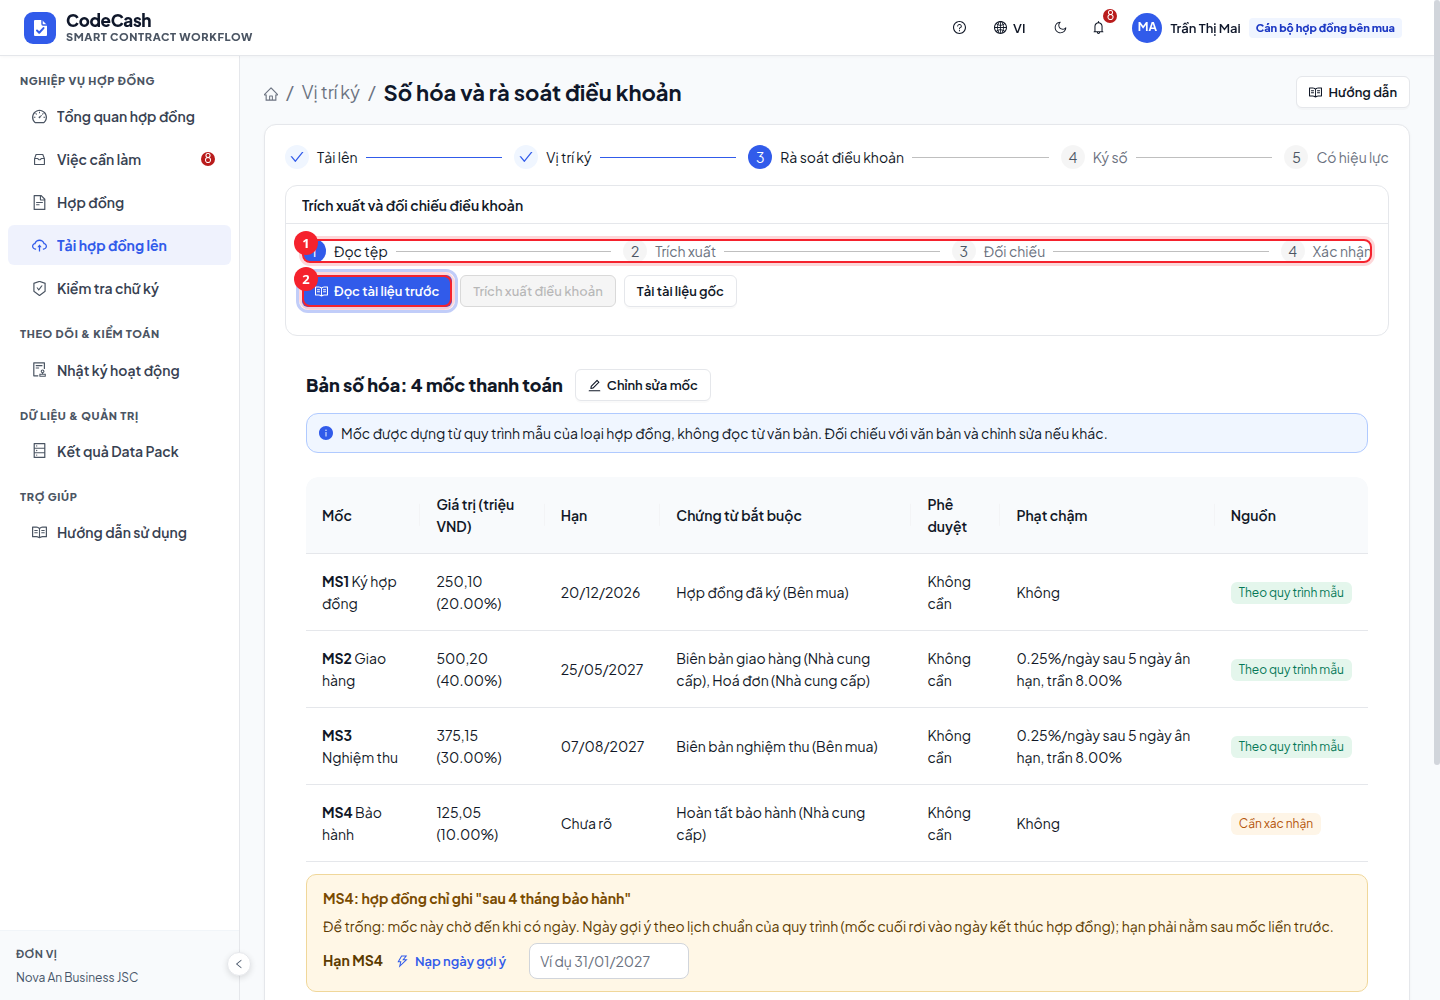 CodeCash
SMART CONTRACT WORKFLOW
VI
8
MA
Trần Thị Mai
Cán bộ hợp đồng bên mua
NGHIỆP VỤ HỢP ĐỒNG
Tổng quan hợp đồng
Việc cần làm
8
Hợp đồng
Tải hợp đồng lên
Kiểm tra chữ ký
THEO DÕI & KIỂM TOÁN
Nhật ký hoạt động
DỮ LIỆU & QUẢN TRỊ
Kết quả Data Pack
TRỢ GIÚP
Hướng dẫn sử dụng
ĐƠN VỊ
Nova An Business JSC
/ Vị trí ký / Số hóa và rà soát điều khoản
Hướng dẫn
Tải lên
Vị trí ký
3 Rà soát điều khoản
4 Ký số
5 Có hiệu lực
Trích xuất và đối chiếu điều khoản
1
1 Đọc tệp
2 Trích xuất
3 Đối chiếu
4 Xác nhận
2
Đọc tài liệu trước
Trích xuất điều khoản
Tải tài liệu gốc
Bản số hóa: 4 mốc thanh toán
Chỉnh sửa mốc
Mốc được dựng từ quy trình mẫu của loại hợp đồng, không đọc từ văn bản. Đối chiếu với văn bản và chỉnh sửa nếu khác.
Mốc
Giá trị (triệu
VND)
Hạn
Chứng từ bắt buộc
Phê
duyệt
Phạt chậm
Nguồn
MS1 Ký hợp
đồng
250,10
(20.00%)
20/12/2026
Hợp đồng đã ký (Bên mua)
Không
cần
Không
Theo quy trình mẫu
MS2 Giao
hàng
500,20
(40.00%)
25/05/2027
Biên bản giao hàng (Nhà cung
cấp), Hoá đơn (Nhà cung cấp)
Không
cần
0.25%/ngày sau 5 ngày ân
hạn, trần 8.00%
Theo quy trình mẫu
MS3
Nghiệm thu
375,15
(30.00%)
07/08/2027
Biên bản nghiệm thu (Bên mua)
Không
cần
0.25%/ngày sau 5 ngày ân
hạn, trần 8.00%
Theo quy trình mẫu
MS4 Bảo
hành
125,05
(10.00%)
Chưa rõ
Hoàn tất bảo hành (Nhà cung
cấp)
Không
cần
Không
Cần xác nhận
MS4: hợp đồng chỉ ghi "sau 4 tháng bảo hành"
Để trống: mốc này chờ đến khi có ngày. Ngày gợi ý theo lịch chuẩn của quy trình (mốc cuối rơi vào ngày kết thúc hợp đồng); hạn phải nằm sau mốc liền trước.
Hạn MS4
Nạp ngày gợi ý
Ví dụ 31/01/2027